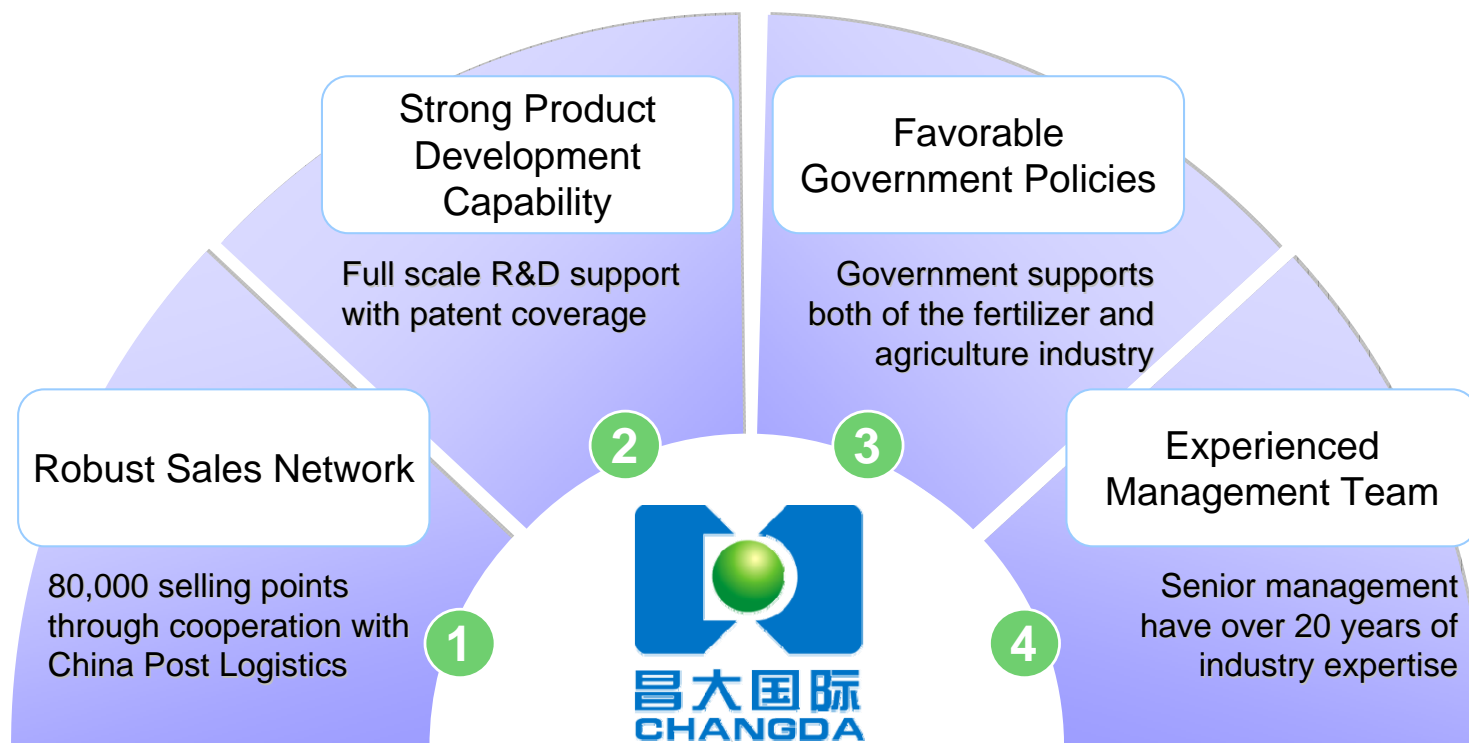 Robust Sales Network
80,000 selling points
through cooperation with
China Post Logistics
1
Strong Product
Development
Capability
Full scale R&D support
with patent coverage
2
Favorable
Government Policies
Government supports
both of the fertilizer and
agriculture industry
3
Experienced
Management Team
Senior management
have over 20 years of
industry expertise
4
昌大国际
CHANGDA